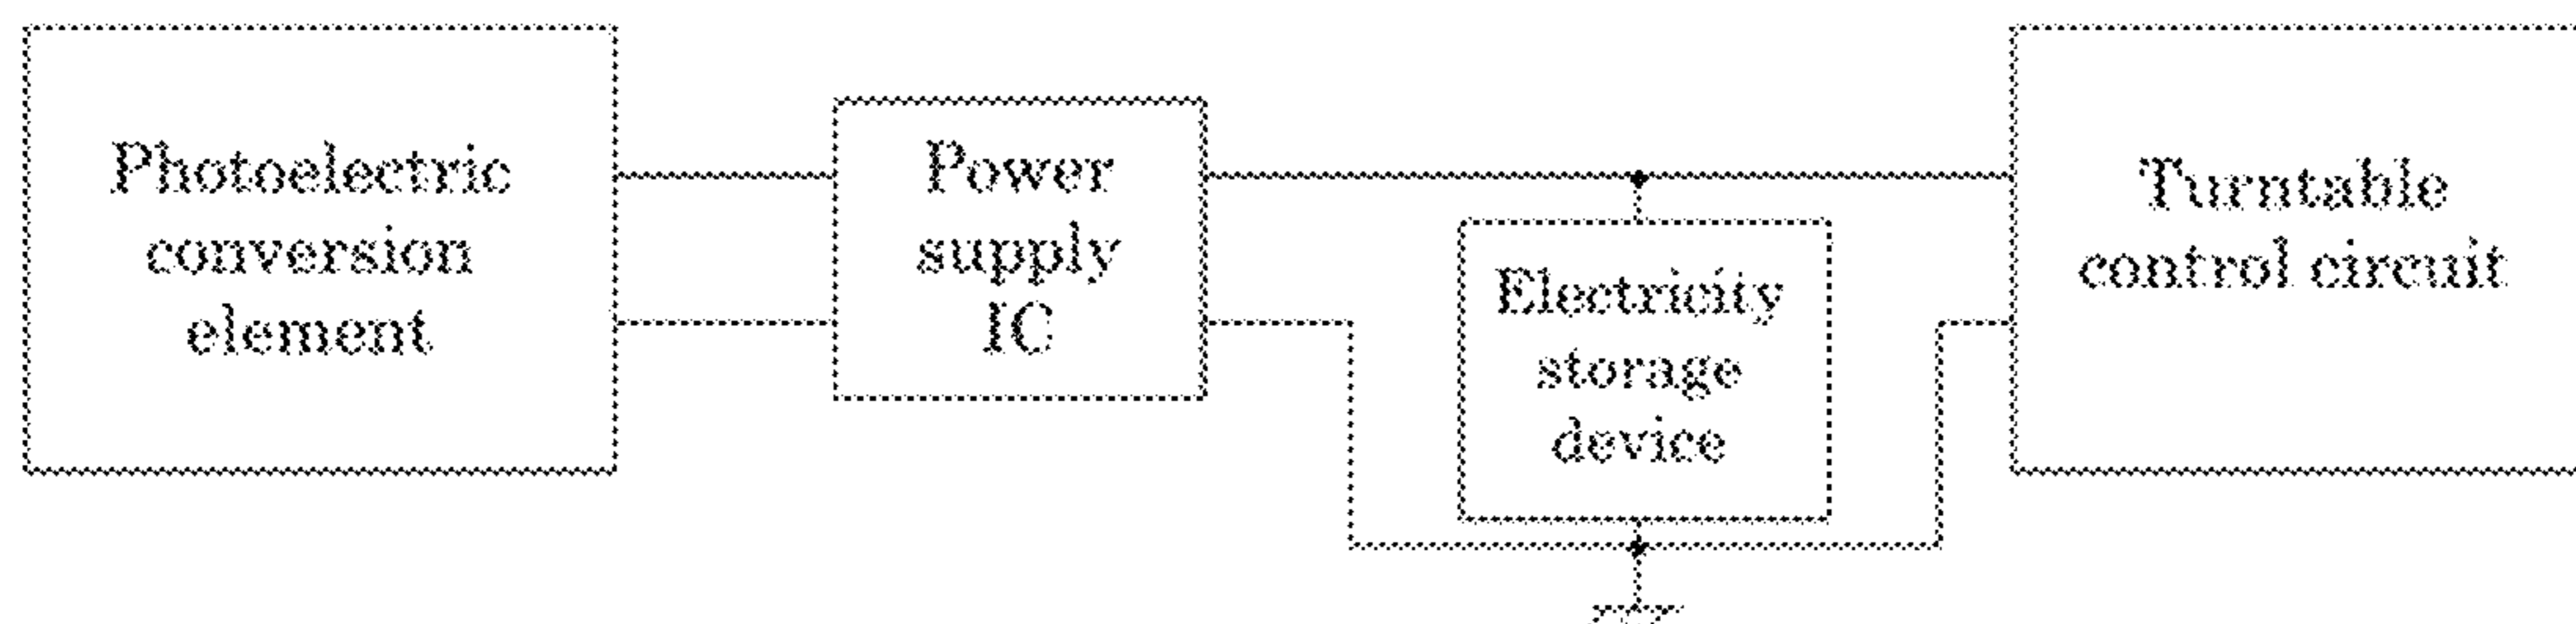 Photoelectric
conversion
element
Power
supply
IC
Electricity
storage
device
Turntable
control circuit